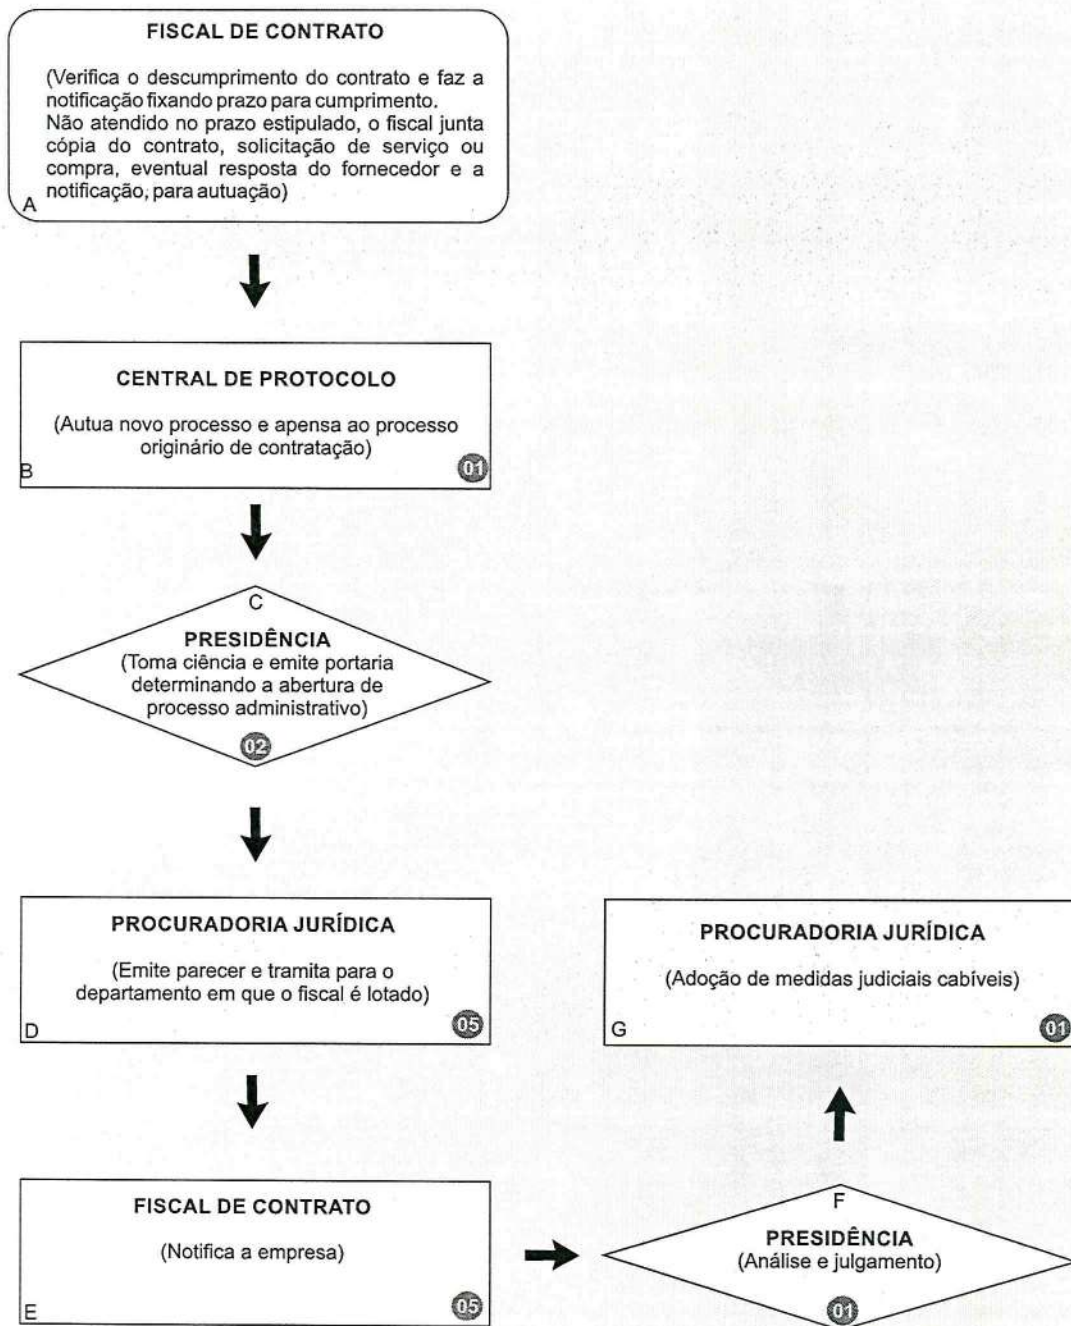 FISCAL DE CONTRATO
(Verifica o descumprimento do contrato e faz a
notificação fixando prazo para cumprimento.
Não atendido no prazo estipulado, o fiscal junta
cópia do contrato, solicitação de serviço ou
compra, eventual resposta do fornecedor e a
notificação, para autuação)
A
CENTRAL DE PROTOCOLO
(Autua novo processo e apensa ao processo
originário de contratação)
B
01
C
PRESIDÊNCIA
(Toma ciência e emite portaria
determinando a abertura de
processo administrativo)
02
PROCURADORIA JURÍDICA
(Emite parecer e tramita para o
departamento em que o fiscal é lotado)
D
05
FISCAL DE CONTRATO
(Notifica a empresa)
E
05
F
PRESIDÊNCIA
(Análise e julgamento)
01
PROCURADORIA JURÍDICA
(Adoção de medidas judiciais cabíveis)
G
01